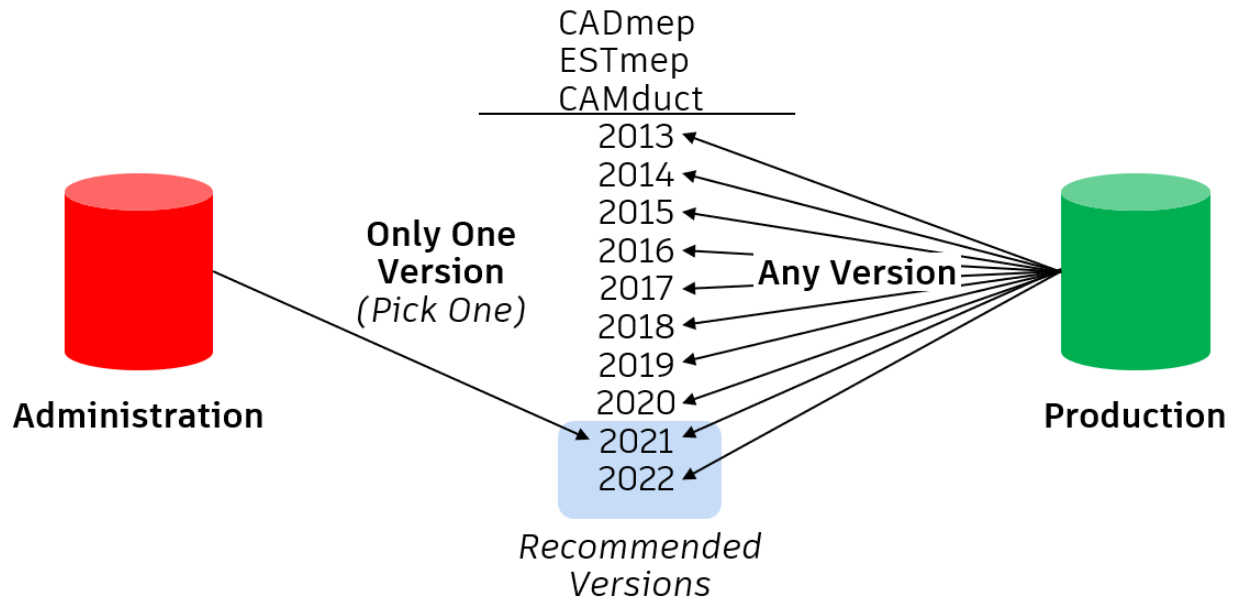 CADmep
ESTmep
CAMduct
2013
2014
2015
2016
2017
2018
2019
2020
2021
2022
Recommended
Versions
Only One
Version
(Pick One)
Any Version
Administration
Production